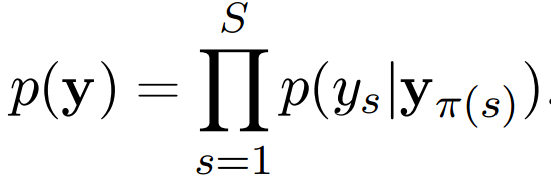 p(𝐲) = ∏_{s=1}^{S} p(y_s|𝐲_{π(s)}).